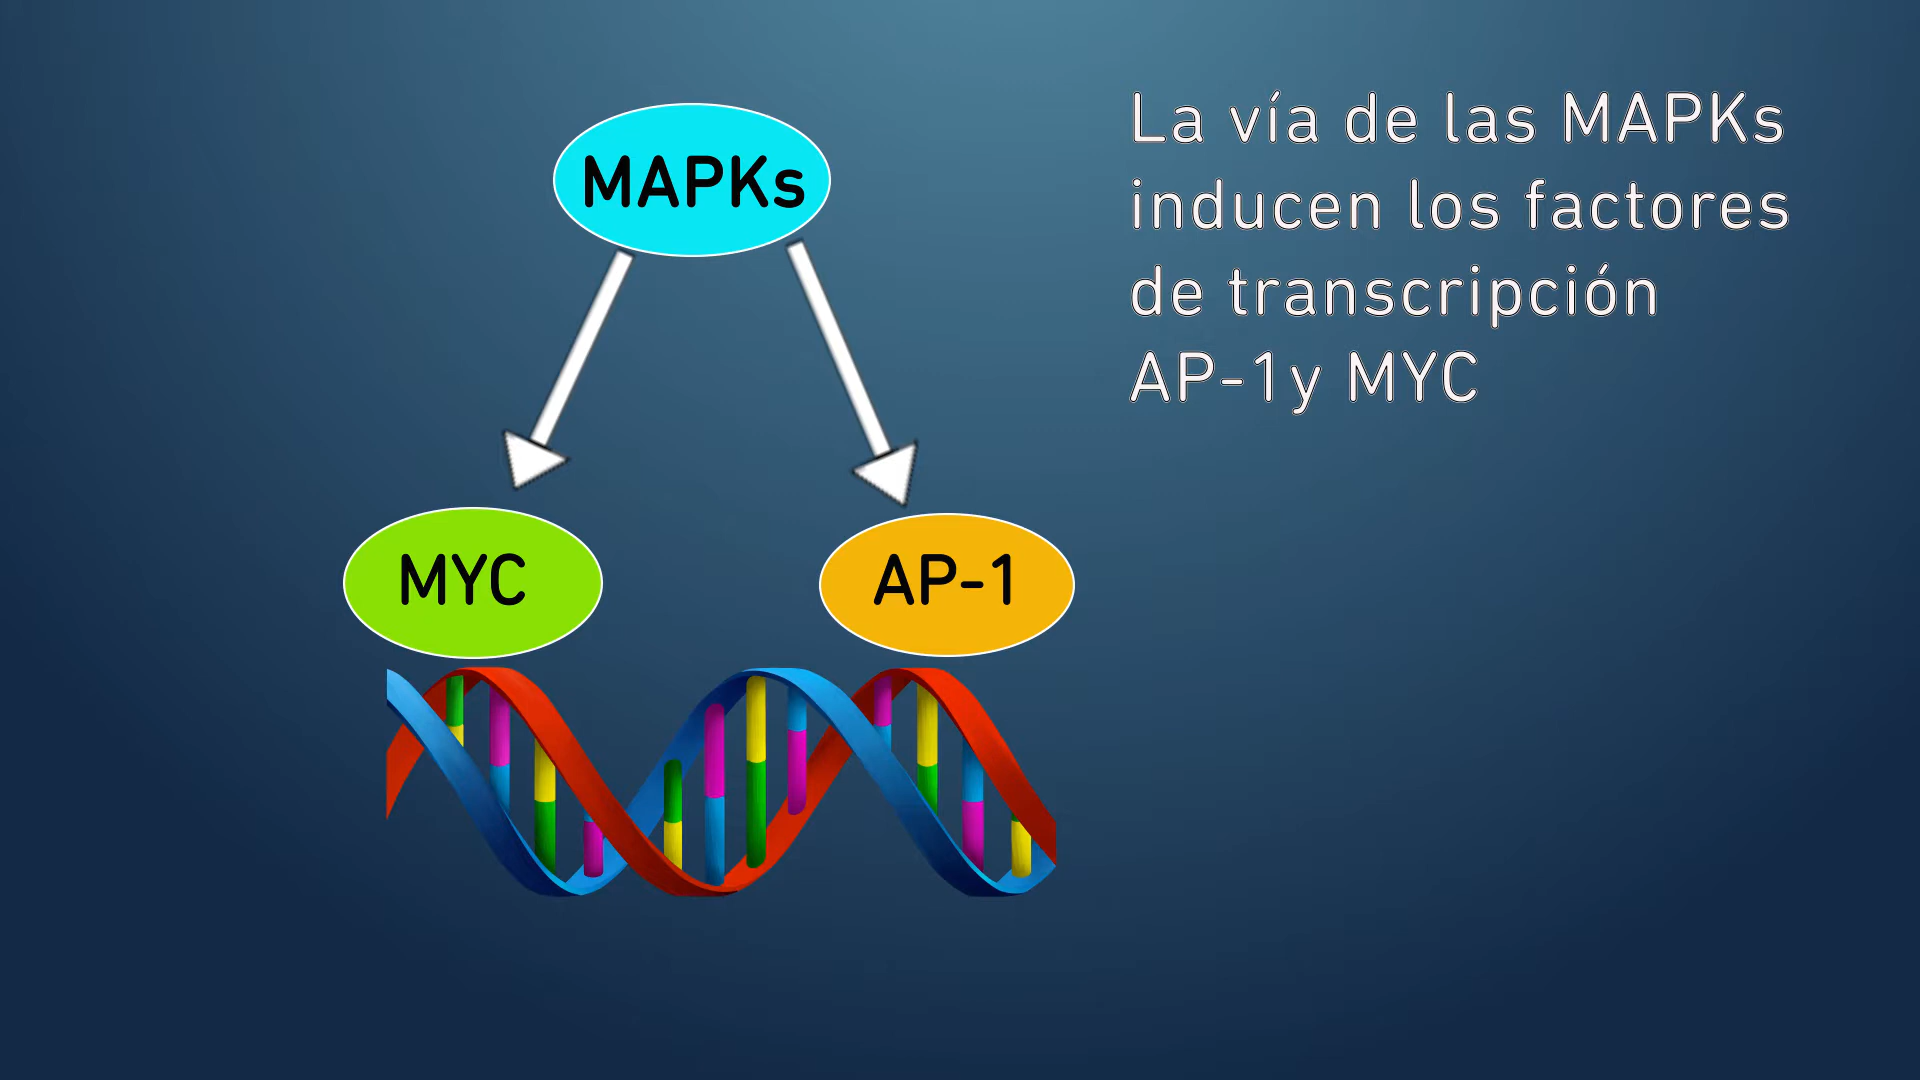 MAPKs
MYC
AP-1
La vía de las MAPKs
inducen los factores
de transcripción
AP-1y MYC